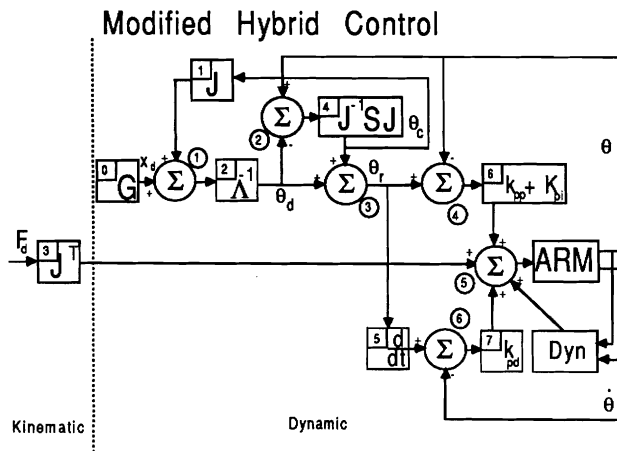 Modified Hybrid Control
1 J
Σ 2
4 J⁻¹SJ θc
θ
0 G
xd
Σ 1
2 Λ⁻¹
θd
Σ 3
θr
Σ 4
6 kpp + Kpi
Fd
3 Jᵀ
Σ 5
ARM
5 d/dt
Σ 6
7 kpd
Dyn
θ̇
Kinematic
Dynamic